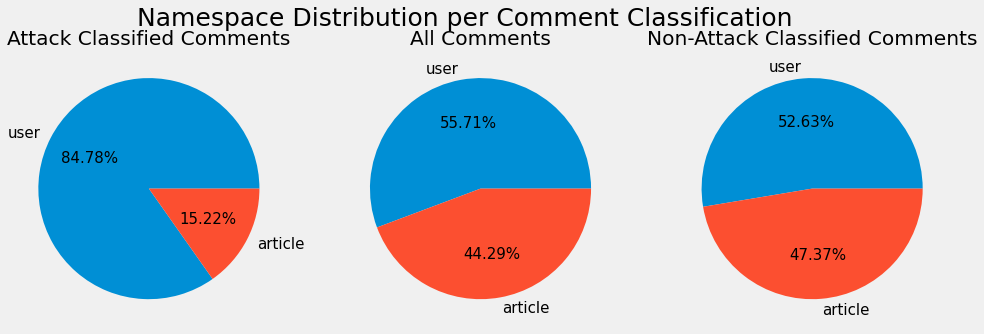 Namespace Distribution per Comment Classification
Attack Classified Comments
user
84.78%
15.22%
article
All Comments
user
55.71%
44.29%
article
Non-Attack Classified Comments
user
52.63%
47.37%
article